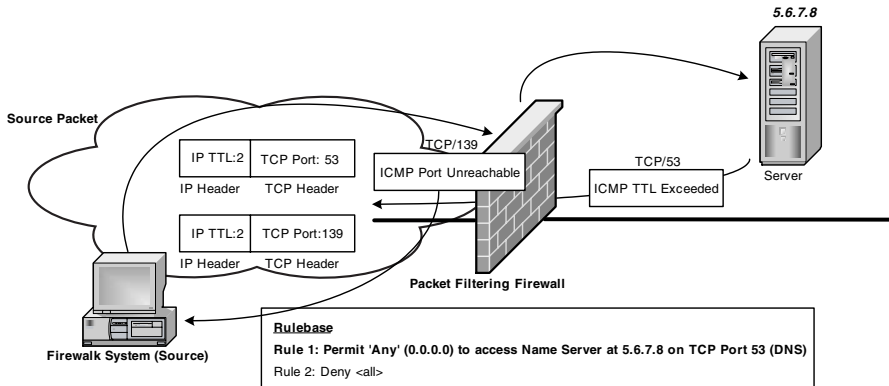 5.6.7.8
Source Packet
TCP/139
IP TTL:2 TCP Port: 53
ICMP Port Unreachable
TCP/53
ICMP TTL Exceeded
Server
IP Header TCP Header
IP TTL:2 TCP Port:139
IP Header TCP Header
Packet Filtering Firewall
Firewalk System (Source)
Rulebase
Rule 1: Permit 'Any' (0.0.0.0) to access Name Server at 5.6.7.8 on TCP Port 53 (DNS)
Rule 2: Deny <all>